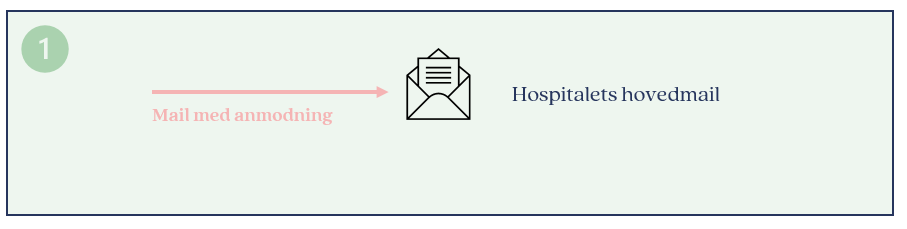 1
Hospitalets hovedmail
Mail med anmodning